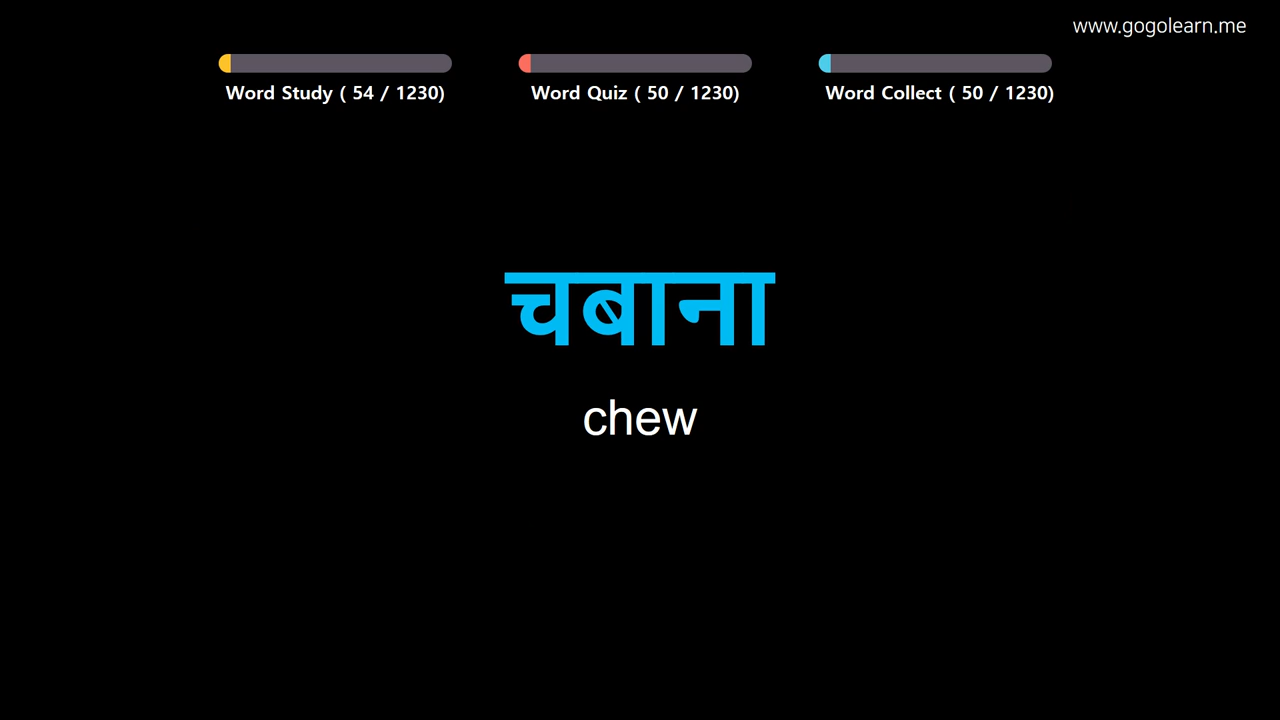 www.gogolearn.me
Word Study ( 54 / 1230)
Word Quiz ( 50 / 1230)
Word Collect ( 50 / 1230)
चबाना
chew